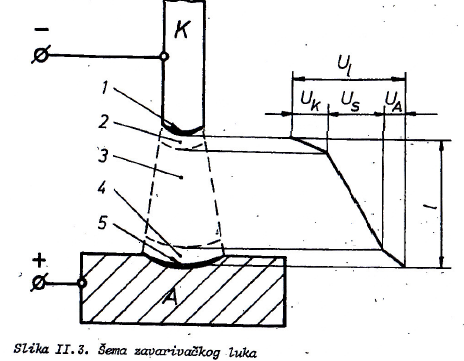 −
K
U_l
U_K U_S U_A
1
2
3
4
5
l
+
A
Slika II.3. Šema zavarivačkog luka